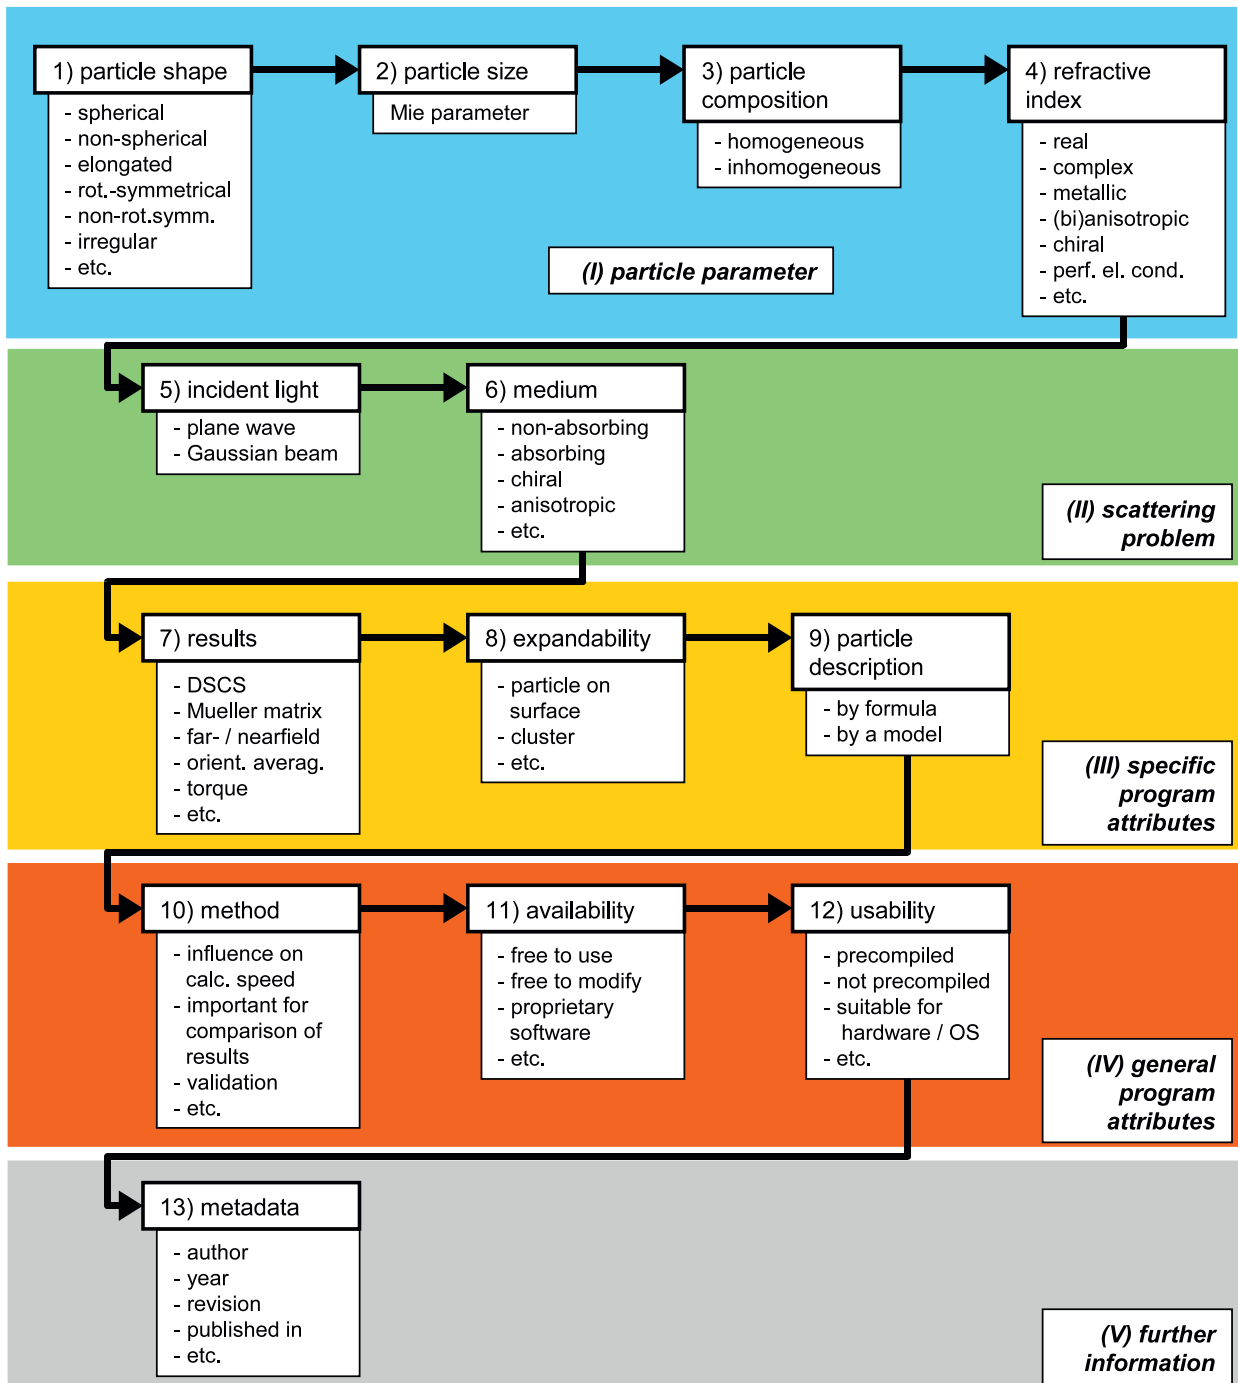 1) particle shape
- spherical
- non-spherical
- elongated
- rot.-symmetrical
- non-rot.symm.
- irregular
- etc.
2) particle size
Mie parameter
3) particle
composition
- homogeneous
- inhomogeneous
4) refractive
index
- real
- complex
- metallic
- (bi)anisotropic
- chiral
- perf. el. cond.
- etc.
(I) particle parameter
5) incident light
- plane wave
- Gaussian beam
6) medium
- non-absorbing
- absorbing
- chiral
- anisotropic
- etc.
(II) scattering
problem
7) results
- DSCS
- Mueller matrix
- far- / nearfield
- orient. averag.
- torque
- etc.
8) expandability
- particle on
surface
- cluster
- etc.
9) particle
description
- by formula
- by a model
(III) specific
program
attributes
10) method
- influence on
calc. speed
- important for
comparison of
results
- validation
- etc.
11) availability
- free to use
- free to modify
- proprietary
software
- etc.
12) usability
- precompiled
- not precompiled
- suitable for
hardware / OS
- etc.
(IV) general
program
attributes
13) metadata
- author
- year
- revision
- published in
- etc.
(V) further
information